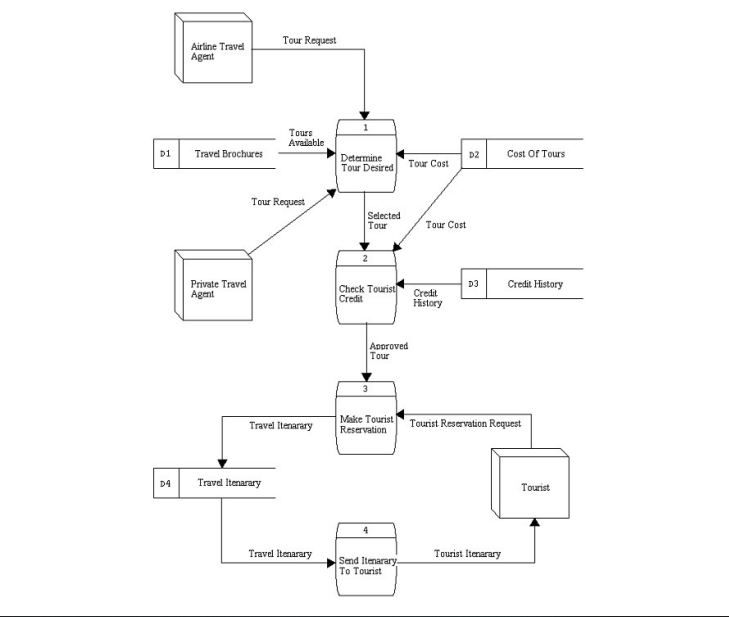 Airline Travel
Agent
Tour Request
1
Determine
Tour Desired
D1
Travel Brochures
Tours
Available
D2
Cost Of Tours
Tour Cost
Tour Request
Selected
Tour
Tour Cost
Private Travel
Agent
2
Check Tourist
Credit
D3
Credit History
Credit
History
Approved
Tour
3
Make Tourist
Reservation
Travel Itenarary
Tourist Reservation Request
D4
Travel Itenarary
Tourist
4
Send Itenarary
To Tourist
Travel Itenarary
Tourist Itenarary